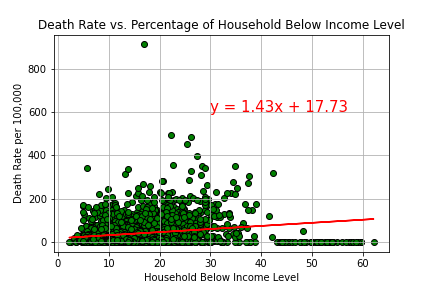 Death Rate vs. Percentage of Household Below Income Level
Death Rate per 100,000
800
600
400
200
0
y = 1.43x + 17.73
0 10 20 30 40 50 60
Household Below Income Level